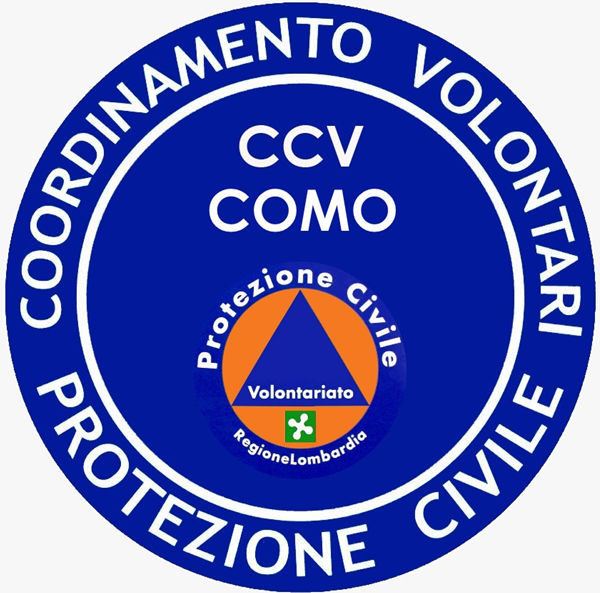 COORDINAMENTO VOLONTARI
PROTEZIONE CIVILE
CCV
COMO
Protezione Civile
Volontariato
RegioneLombardia